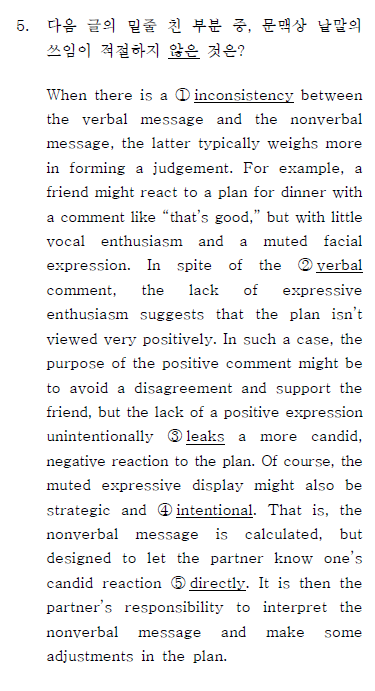 5. 다음 글의 밑줄 친 부분 중, 문맥상 낱말의
쓰임이 적절하지 않은 것은?
When there is a ① inconsistency between
the verbal message and the nonverbal
message, the latter typically weighs more
in forming a judgement. For example, a
friend might react to a plan for dinner with
a comment like “that’s good,” but with little
vocal enthusiasm and a muted facial
expression. In spite of the ② verbal
comment, the lack of expressive
enthusiasm suggests that the plan isn’t
viewed very positively. In such a case, the
purpose of the positive comment might be
to avoid a disagreement and support the
friend, but the lack of a positive expression
unintentionally ③ leaks a more candid,
negative reaction to the plan. Of course, the
muted expressive display might also be
strategic and ④ intentional. That is, the
nonverbal message is calculated, but
designed to let the partner know one’s
candid reaction ⑤ directly. It is then the
partner’s responsibility to interpret the
nonverbal message and make some
adjustments in the plan.